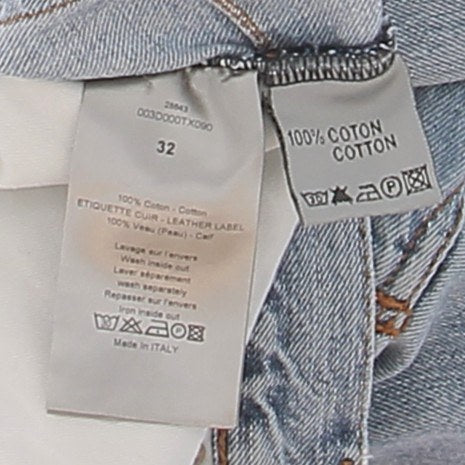 28643
003D000TX090
32
100% Coton - Cotton
ETIQUETTE CUIR - LEATHER LABEL
100% Veau (Peau) - Calf
Lavage sur l'envers
Wash inside out
Laver séparément
wash separately
Repasser sur l'envers
Iron inside out
Made in ITALY
100% COTON
COTTON